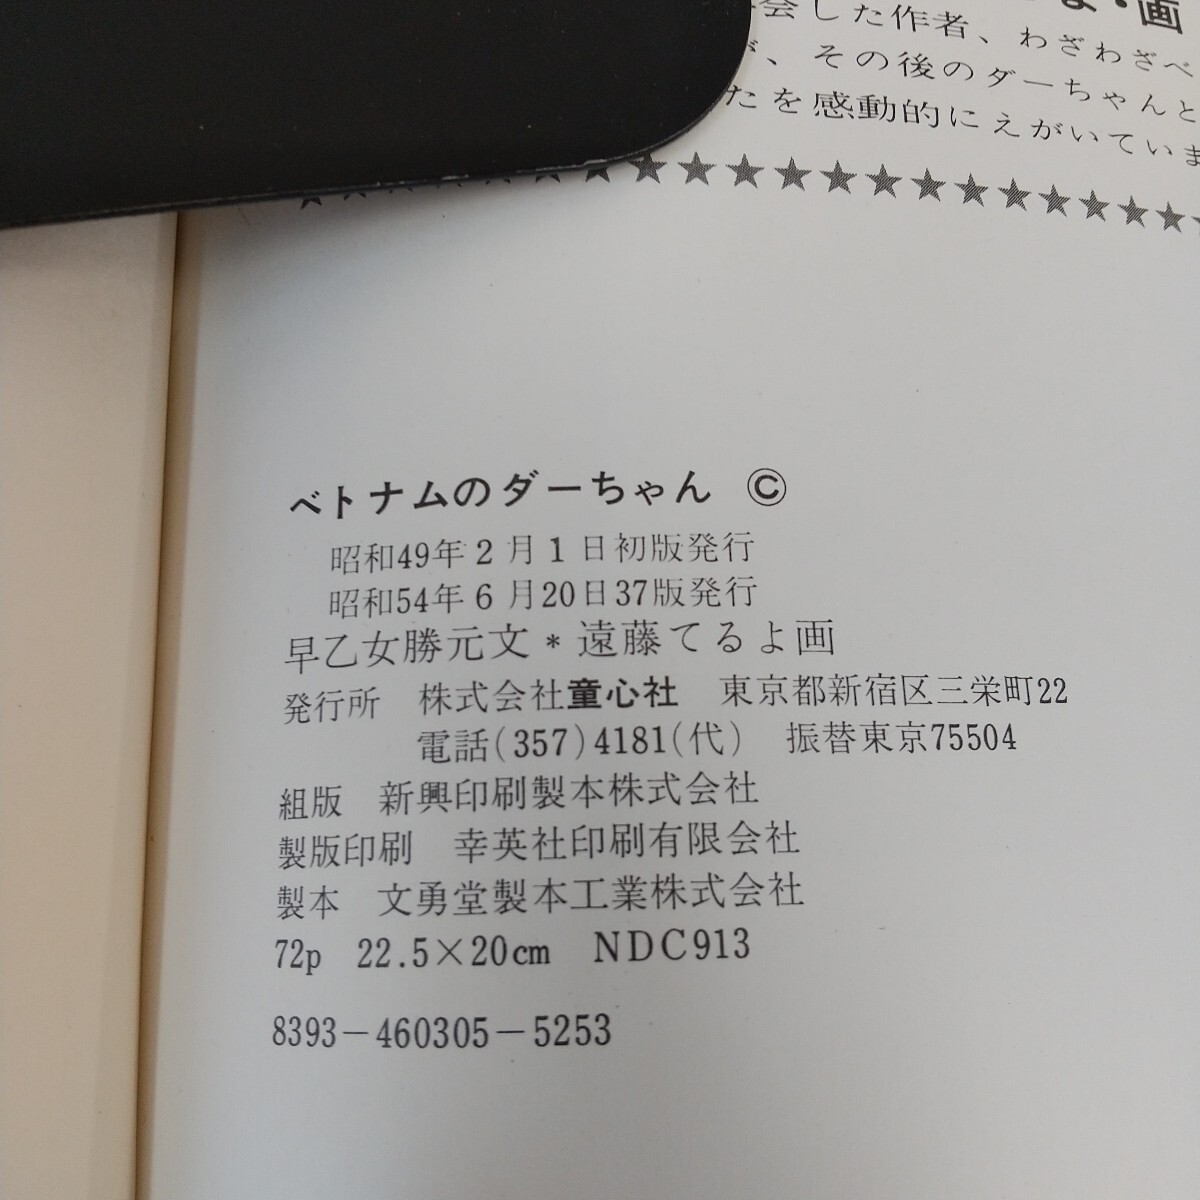 ・画
会した作者、わざわざベ
、その後のダーちゃんと
たを感動的にえがいていま
ベトナムのダーちゃん ©
昭和49年2月1日初版発行
昭和54年6月20日37版発行
早乙女勝元文*遠藤てるよ画
発行所 株式会社童心社 東京都新宿区三栄町22
電話(357)4181(代) 振替東京75504
組版 新興印刷製本株式会社
製版印刷 幸英社印刷有限会社
製本 文勇堂製本工業株式会社
72p 22.5×20cm NDC913
8393-460305-5253